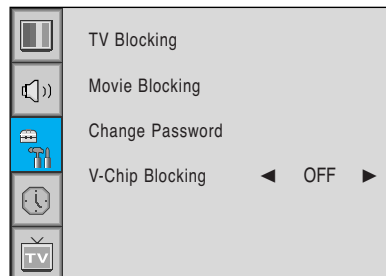 TV Blocking
Movie Blocking
Change Password
V-Chip Blocking ◀ OFF ▶
TV